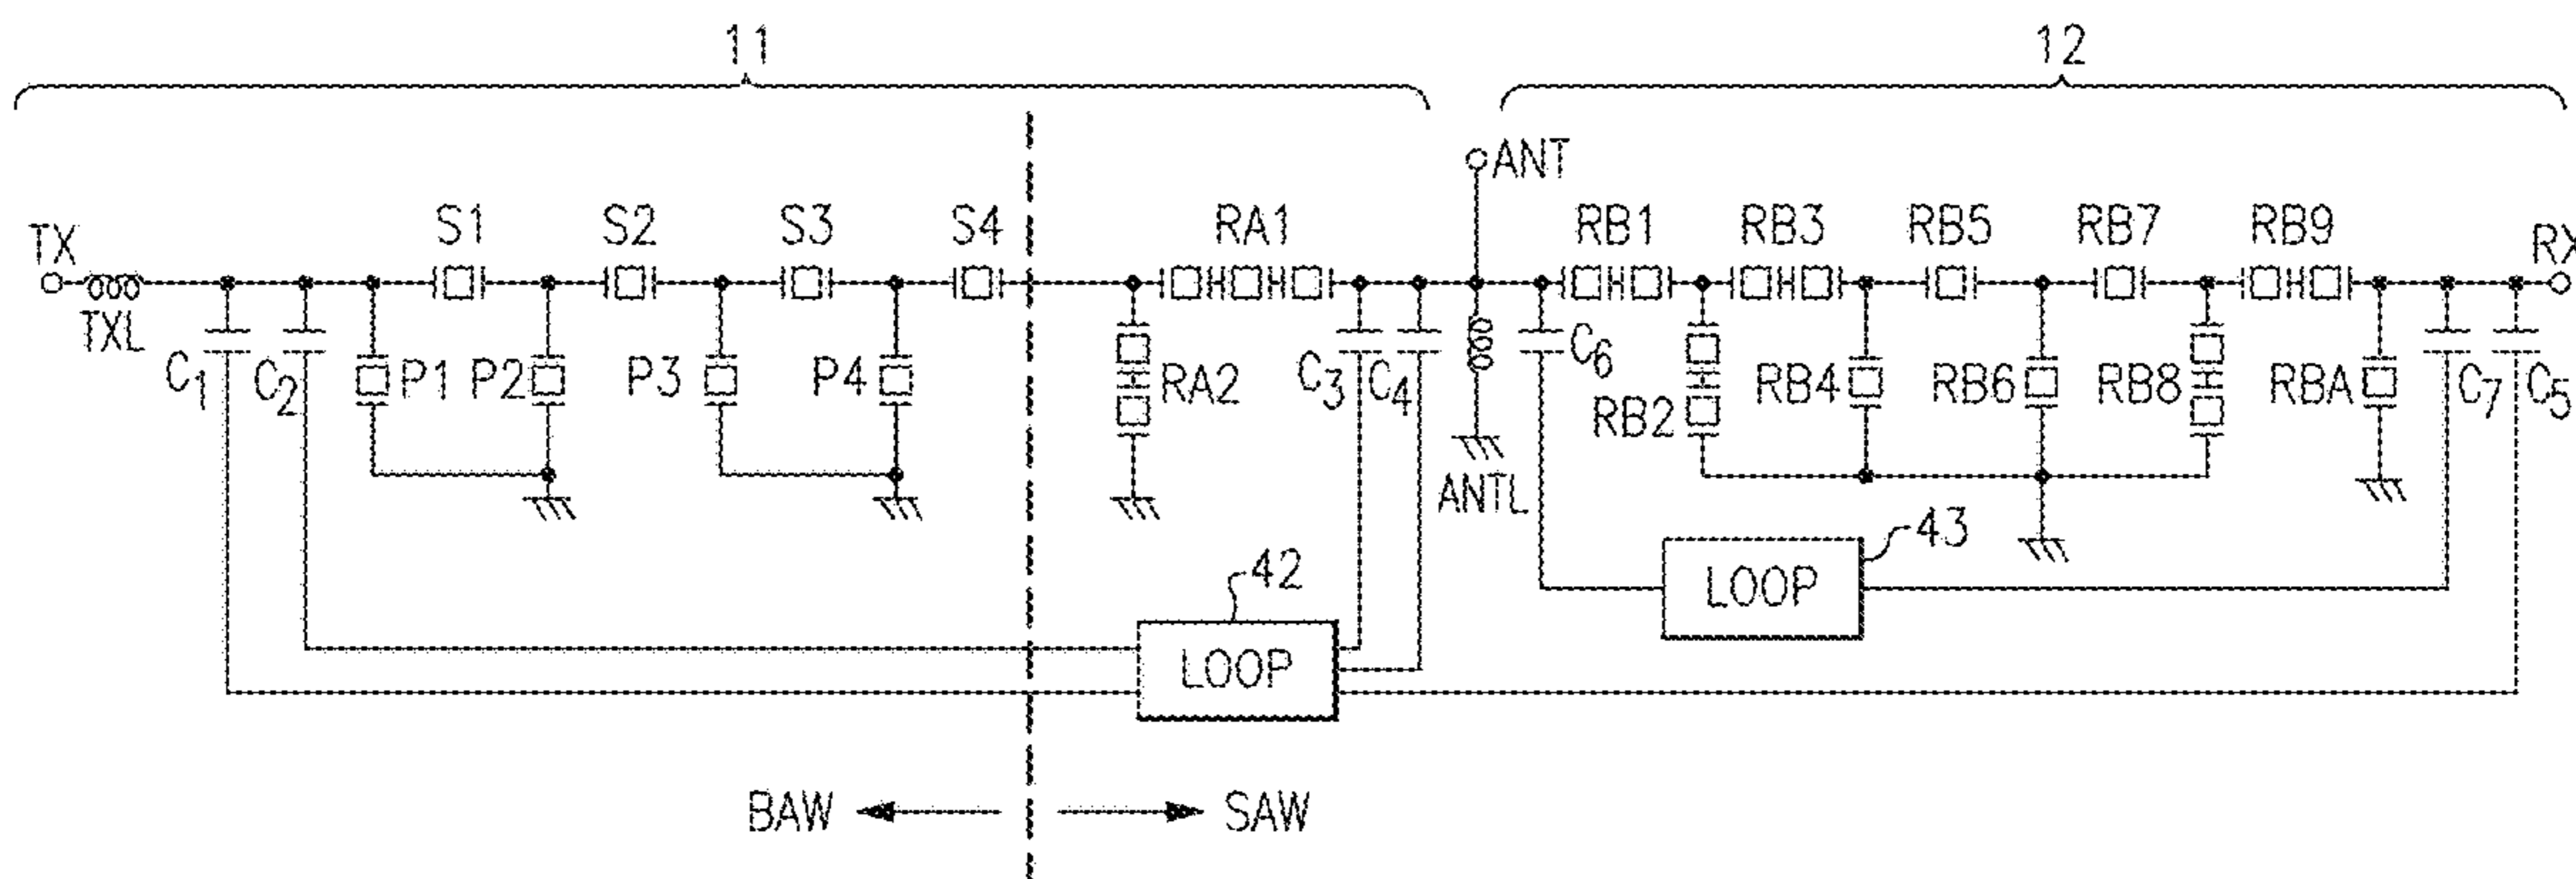 11
12
ANT
TX
S1
S2
S3
S4
RA1
RB1
RB3
RB5
RB7
RB9
RX
TXL
C1
C2
P1
P2
P3
P4
RA2
C3
C4
C6
RB2
RB4
RB6
RB8
RBA
C7
C5
ANTL
42
LOOP
43
LOOP
BAW
SAW